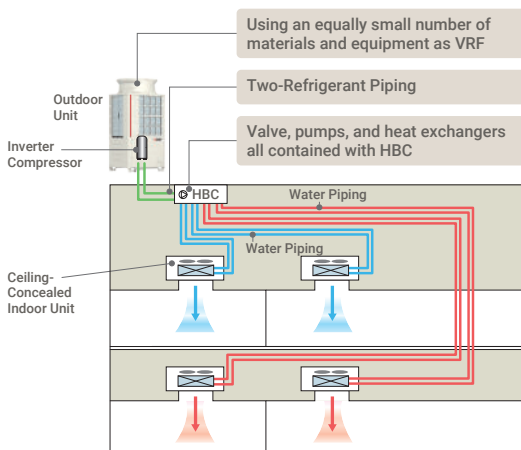 Using an equally small number of
materials and equipment as VRF
Two-Refrigerant Piping
Outdoor
Unit
Valve, pumps, and heat exchangers
all contained with HBC
Inverter
Compressor
HBC
Water Piping
Water Piping
Ceiling-
Concealed
Indoor Unit